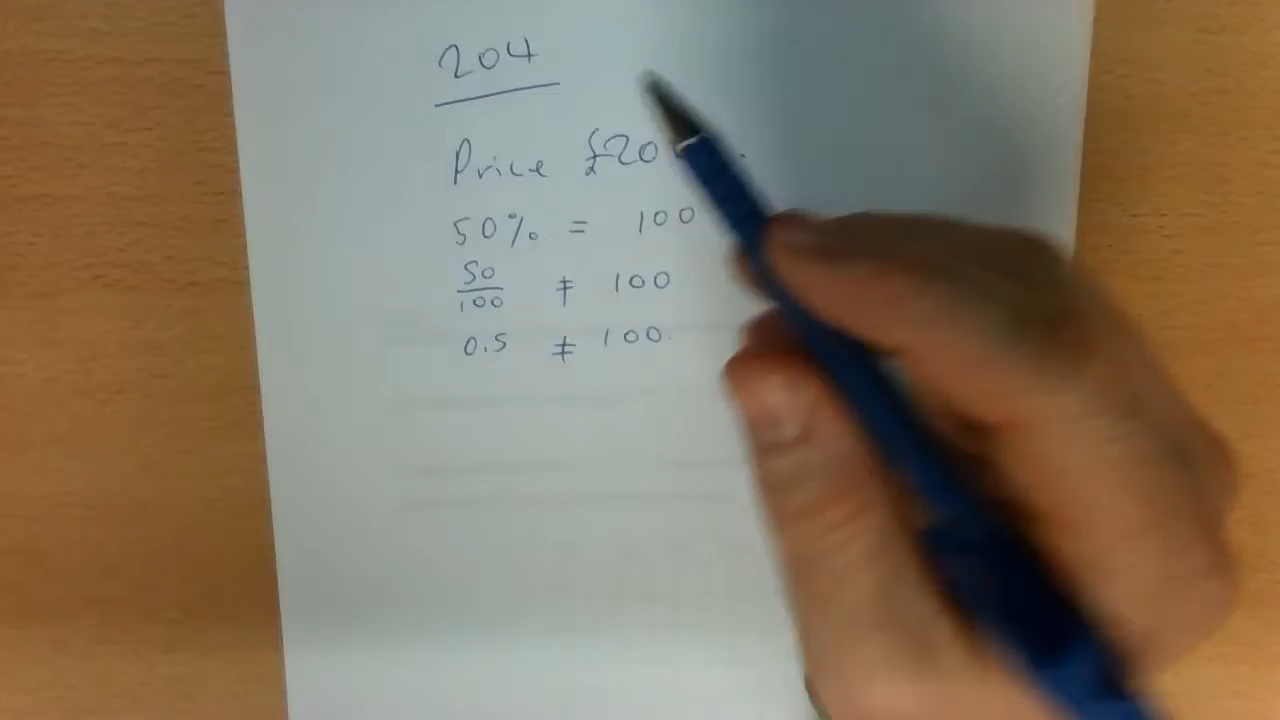 204
Price £20
50% = 100
50/100 ≠ 100
0.5 ≠ 100.